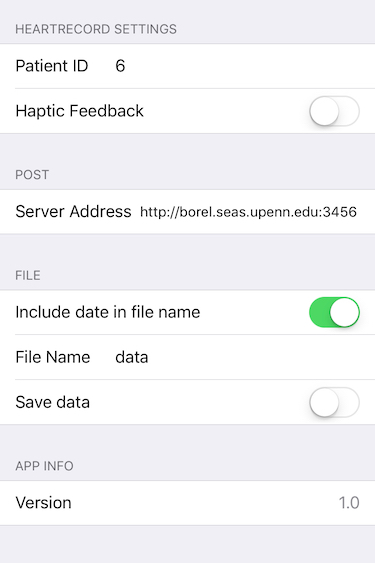 HEARTRECORD SETTINGS
Patient ID 6
Haptic Feedback
POST
Server Address http://borel.seas.upenn.edu:3456
FILE
Include date in file name
File Name data
Save data
APP INFO
Version 1.0